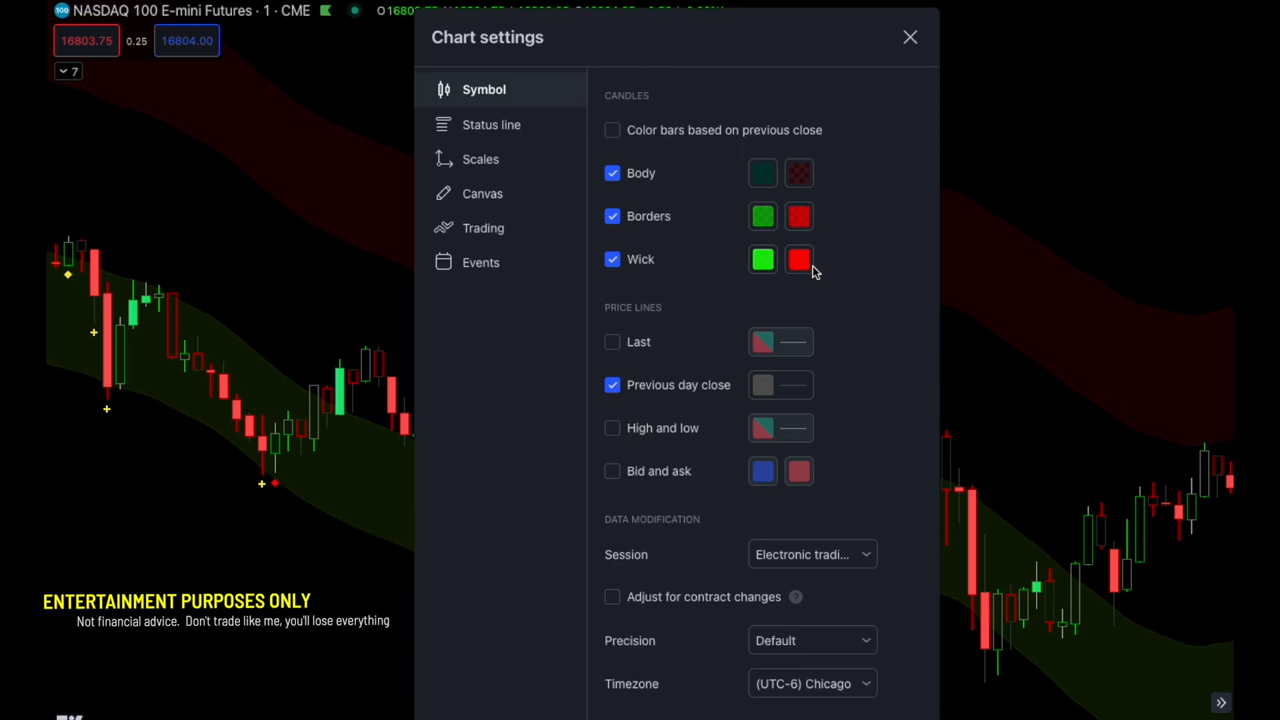 100 NASDAQ 100 E-mini Futures · 1 · CME
16803.75 0.25 16804.00
7
Chart settings
Symbol
Status line
Scales
Canvas
Trading
Events
CANDLES
Color bars based on previous close
Body
Borders
Wick
PRICE LINES
Last
Previous day close
High and low
Bid and ask
DATA MODIFICATION
Session Electronic tradi...
Adjust for contract changes ?
Precision Default
Timezone (UTC-6) Chicago
ENTERTAINMENT PURPOSES ONLY
Not financial advice. Don't trade like me, you'll lose everything